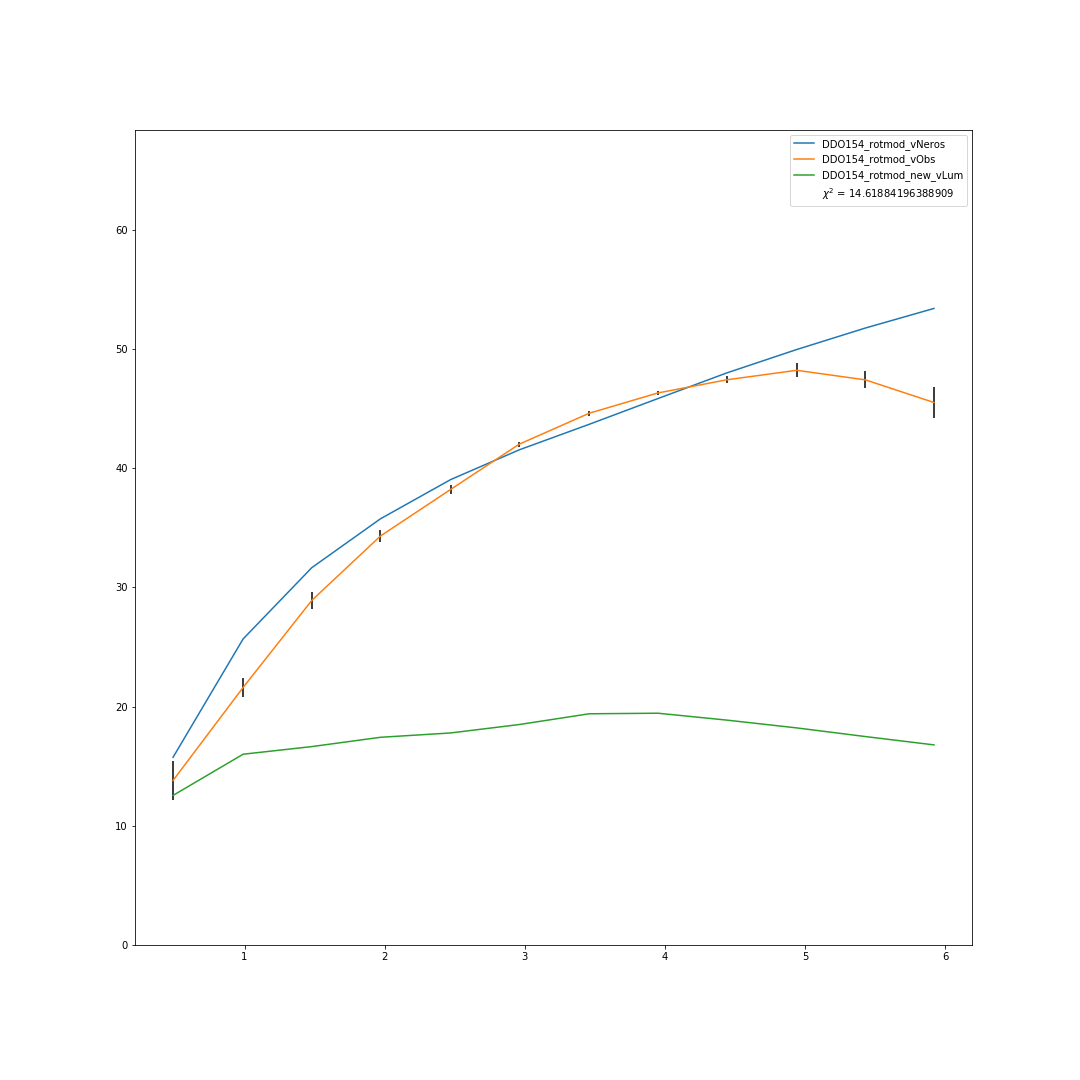 DDO154_rotmod_vNeros
DDO154_rotmod_vObs
DDO154_rotmod_new_vLum
χ² = 14.61884196388909
60
50
40
30
20
10
0
1 2 3 4 5 6